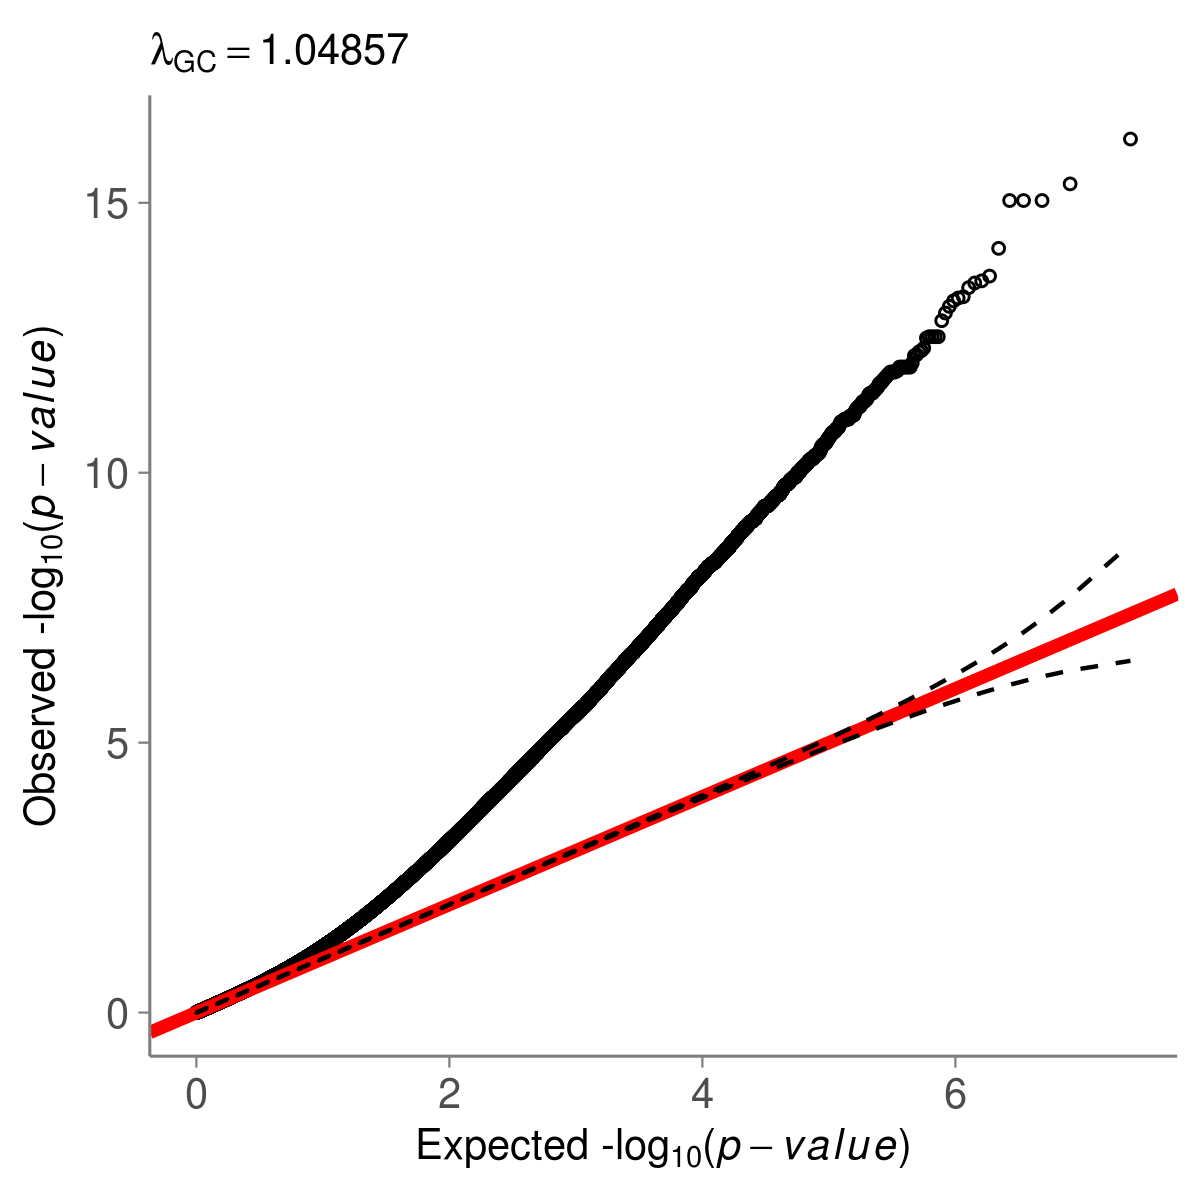 λGC = 1.04857
Observed -log10(p − value)
15
10
5
0
0 2 4 6
Expected -log10(p − value)